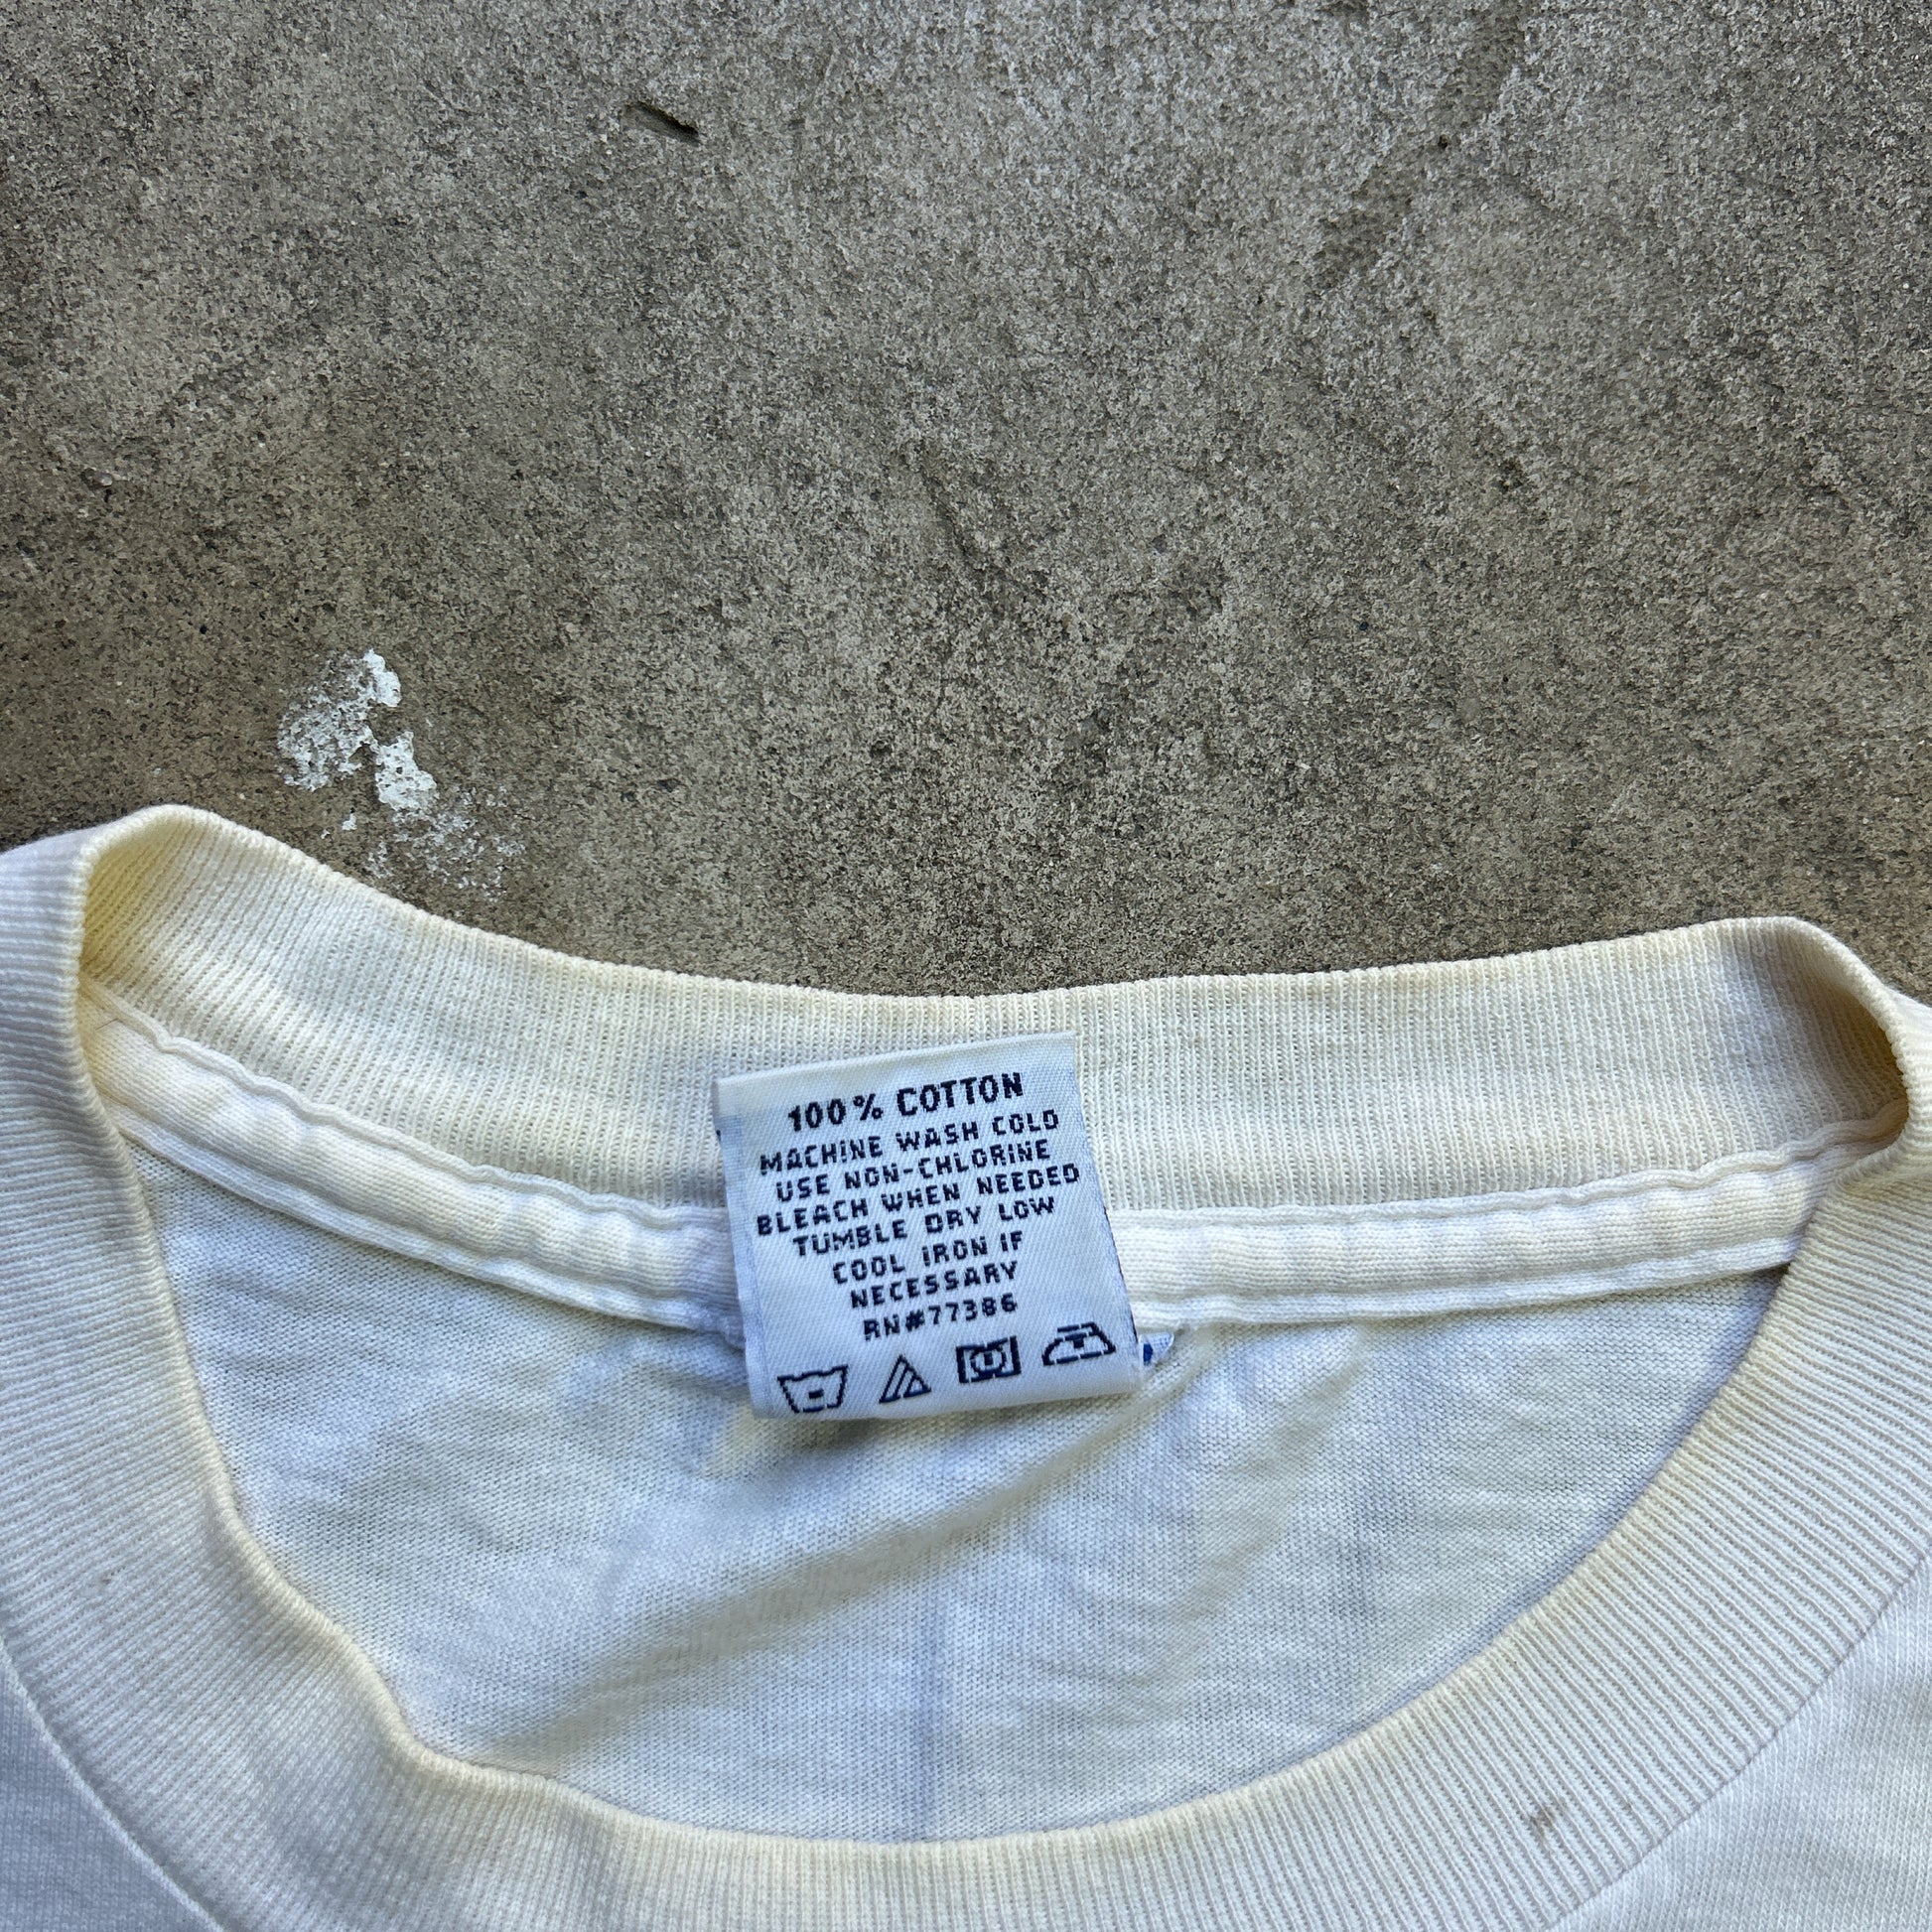 100% COTTON
MACHINE WASH COLD
USE NON-CHLORINE
BLEACH WHEN NEEDED
TUMBLE DRY LOW
COOL IRON IF
NECESSARY
RN#77386